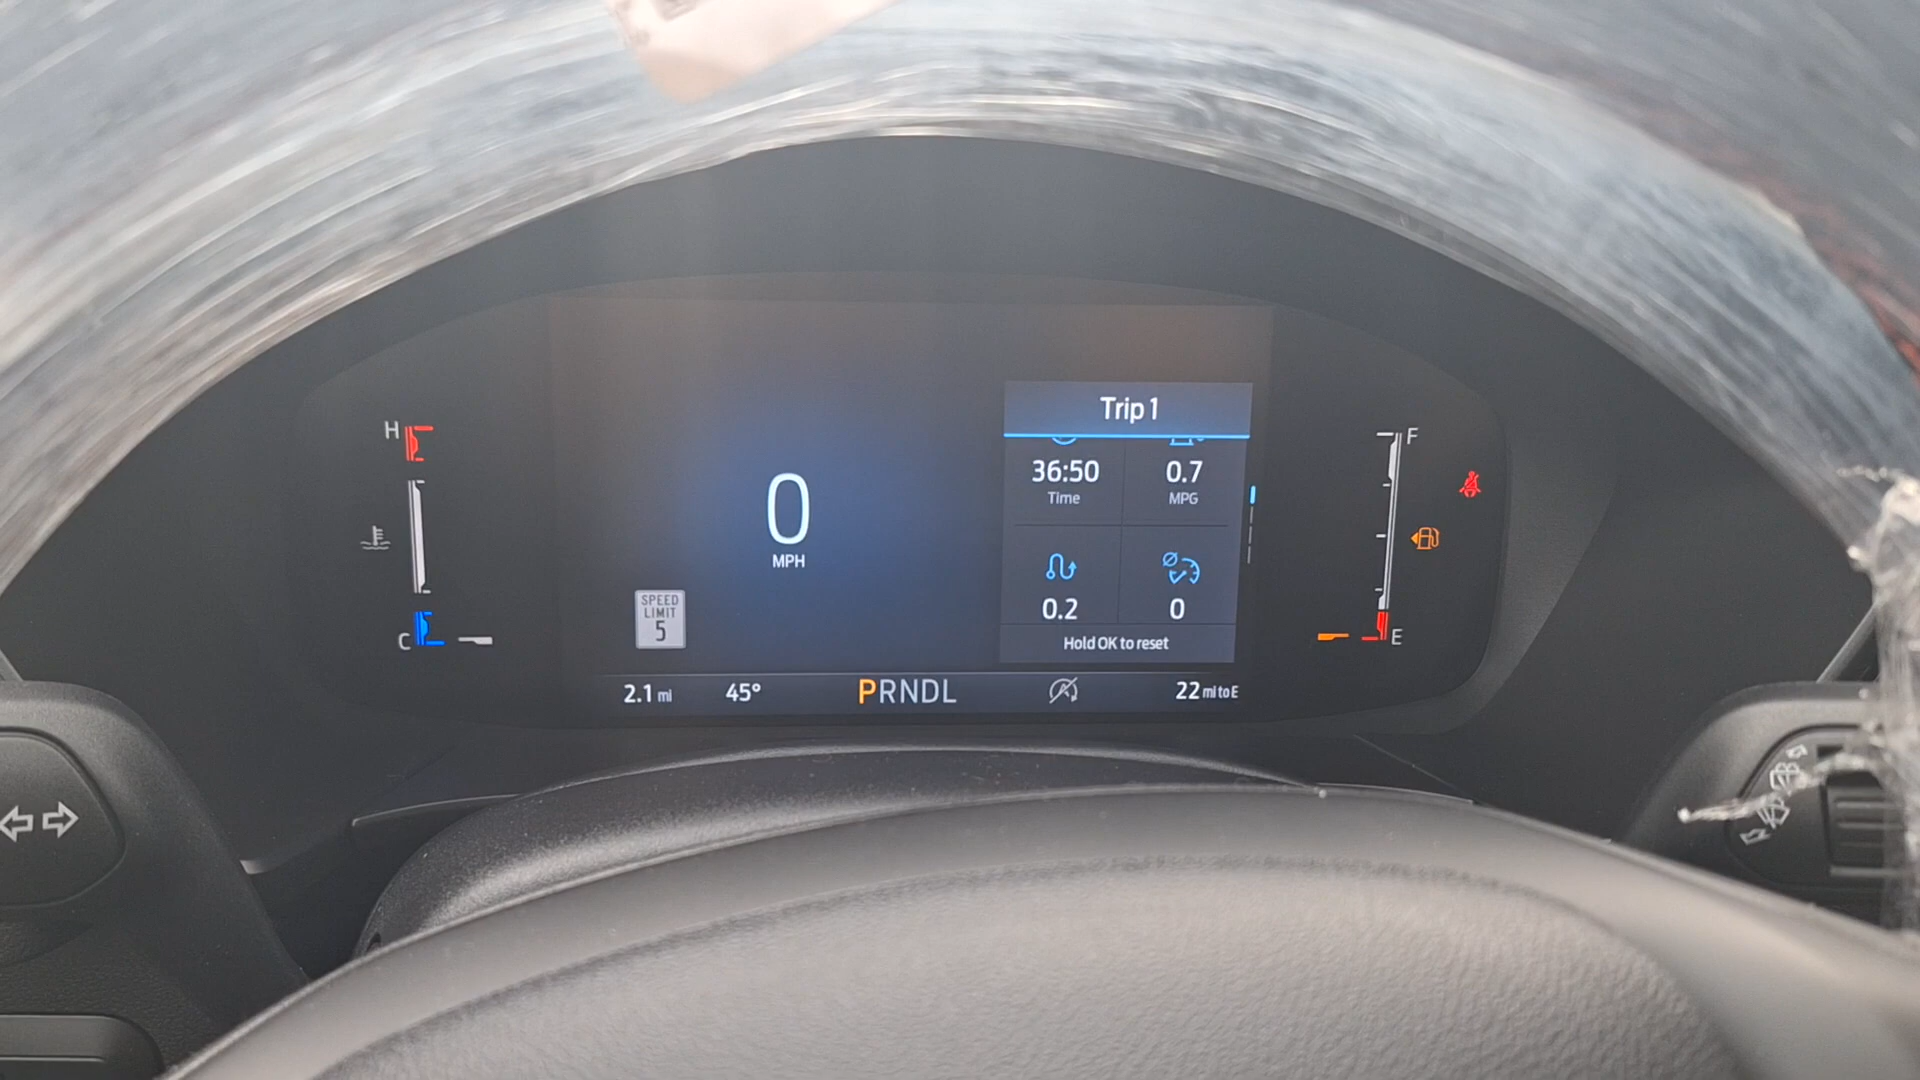 H
C
0
MPH
SPEED
LIMIT
5
Trip 1
36:50
Time
0.7
MPG
0.2
0
Hold OK to reset
F
E
2.1 mi
45°
PRNDL
22 mi to E